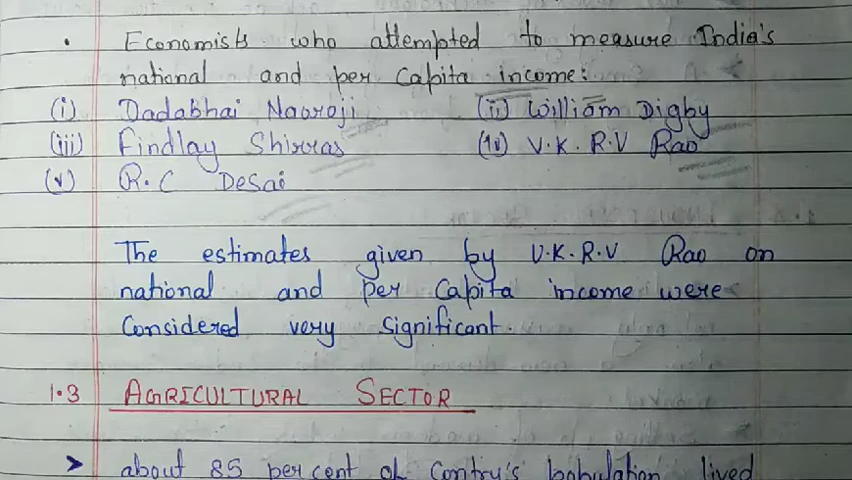 • Economists who attempted to measure India's
national and per capita income:
(i) Dadabhai Naoroji (ii) William Digby
(iii) Findlay Shirras (iv) V.K.R.V Rao
(v) R.C Desai
The estimates given by V.K.R.V Rao on
national and per capita income were
Considered very significant.
1.3 AGRICULTURAL SECTOR
➤ about 85 per cent of Contry's population lived